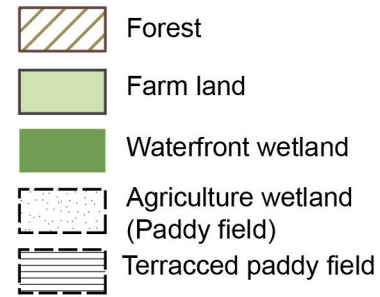 Forest
Farm land
Waterfront wetland
Agriculture wetland
(Paddy field)
Terracced paddy field